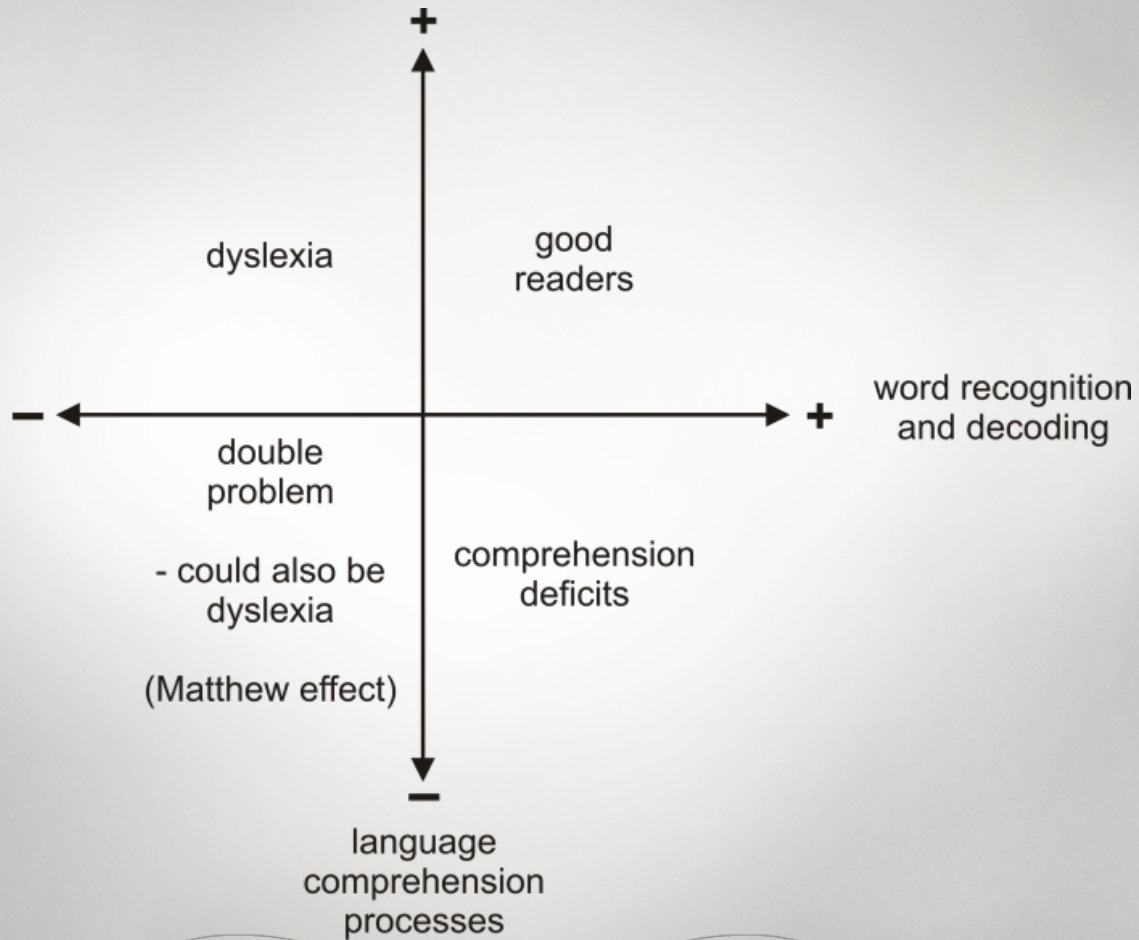 +
dyslexia
good
readers
−
+
word recognition
and decoding
double
problem
- could also be
dyslexia
(Matthew effect)
comprehension
deficits
−
language
comprehension
processes